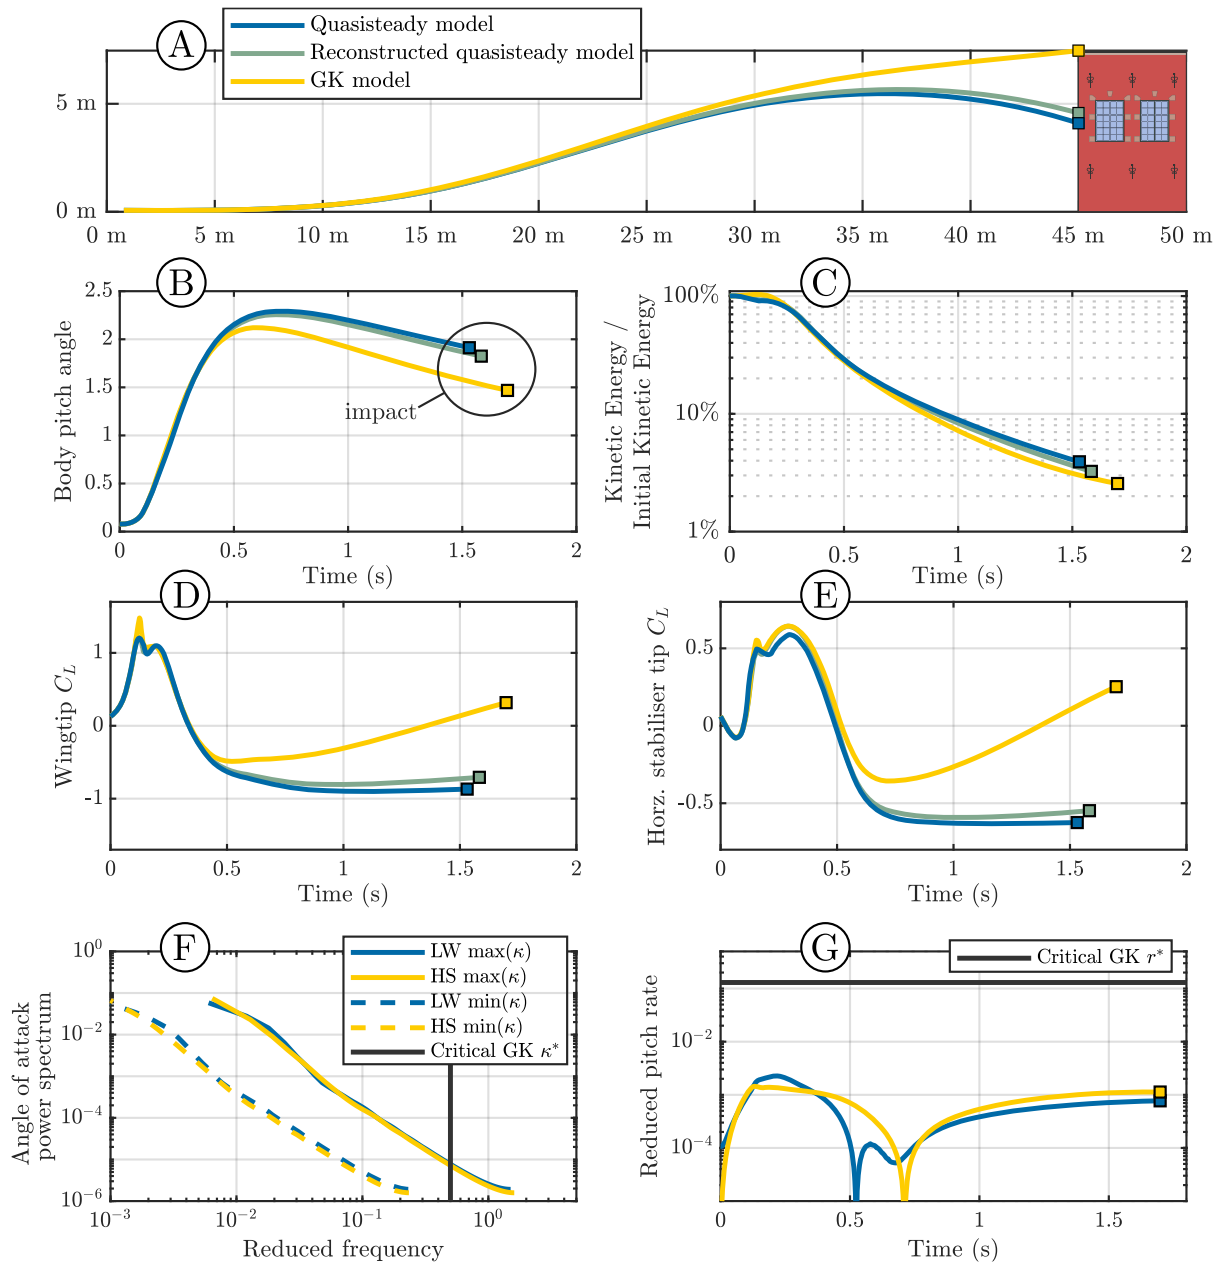 A
Quasisteady model
Reconstructed quasisteady model
GK model
5 m
0 m
0 m 5 m 10 m 15 m 20 m 25 m 30 m 35 m 40 m 45 m 50 m
B
Body pitch angle
2.5
2
1.5
1
0.5
0
impact
0 0.5 1 1.5 2
Time (s)
C
Kinetic Energy /
Initial Kinetic Energy
100%
10%
1%
0 0.5 1 1.5 2
Time (s)
D
Wingtip C_L
1
0
-1
0 0.5 1 1.5 2
Time (s)
E
Horz. stabiliser tip C_L
0.5
0
-0.5
0 0.5 1 1.5 2
Time (s)
F
Angle of attack
power spectrum
10^0
10^-2
10^-4
10^-6
LW max(κ)
HS max(κ)
LW min(κ)
HS min(κ)
Critical GK κ*
10^-3 10^-2 10^-1 10^0
Reduced frequency
G
Critical GK r*
Reduced pitch rate
10^-2
10^-4
0 0.5 1 1.5
Time (s)